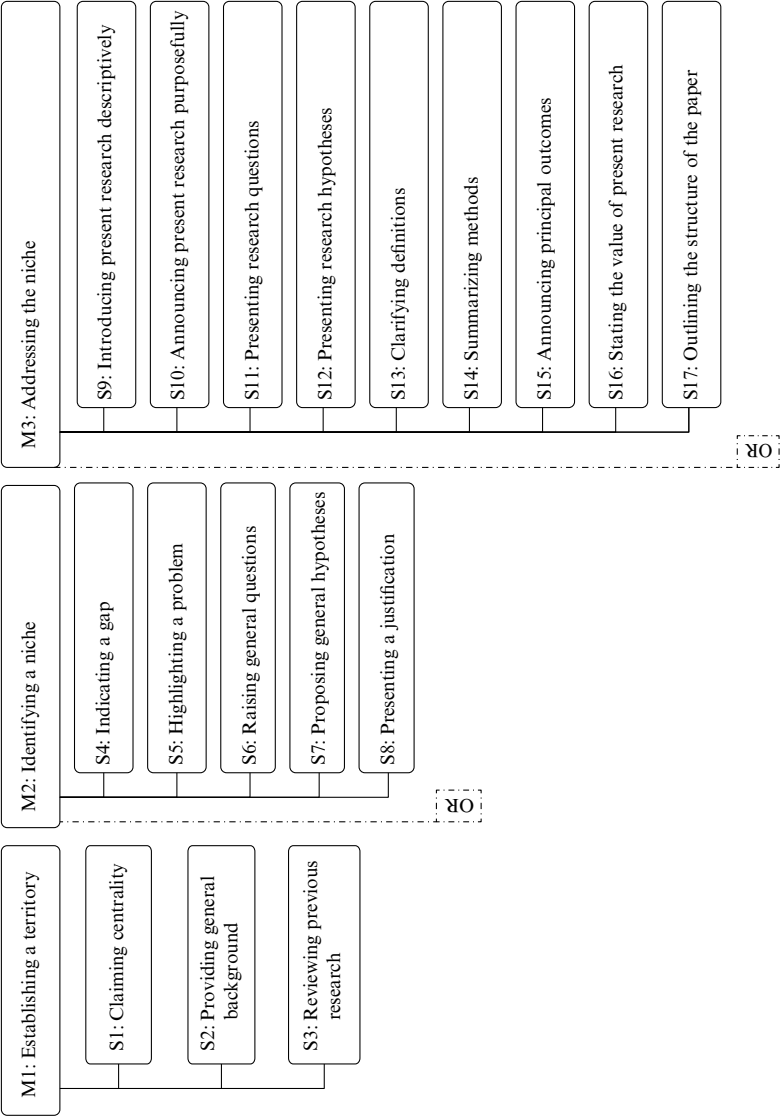 M1: Establishing a territory
S1: Claiming centrality
S2: Providing general
background
S3: Reviewing previous
research
M2: Identifying a niche
S4: Indicating a gap
S5: Highlighting a problem
S6: Raising general questions
S7: Proposing general hypotheses
S8: Presenting a justification
OR
M3: Addressing the niche
S9: Introducing present research descriptively
S10: Announcing present research purposefully
S11: Presenting research questions
S12: Presenting research hypotheses
S13: Clarifying definitions
S14: Summarizing methods
S15: Announcing principal outcomes
S16: Stating the value of present research
S17: Outlining the structure of the paper
OR